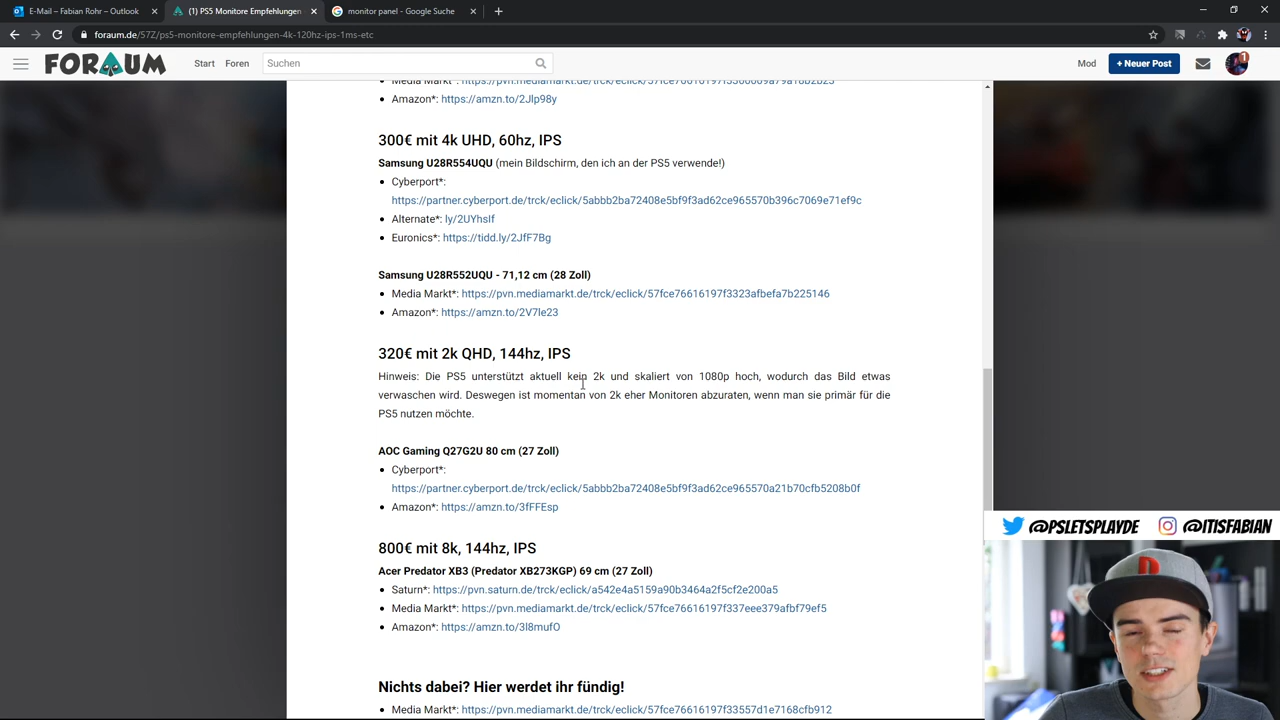 E-Mail – Fabian Rohr – Outlook
(1) PS5 Monitore Empfehlungen
monitor panel - Google Suche
foraum.de/57Z/ps5-monitore-empfehlungen-4k-120hz-ips-1ms-etc
FORAUM
Start
Foren
Suchen
Mod
+ Neuer Post
Amazon*: https://amzn.to/2Jlp98y
300€ mit 4k UHD, 60hz, IPS
Samsung U28R554UQU (mein Bildschirm, den ich an der PS5 verwende!)
Cyberport*:
https://partner.cyberport.de/trck/eclick/5abbb2ba72408e5bf9f3ad62ce965570b396c7069e71ef9c
Alternate*: ly/2UYhsIf
Euronics*: https://tidd.ly/2JfF7Bg
Samsung U28R552UQU - 71,12 cm (28 Zoll)
Media Markt*: https://pvn.mediamarkt.de/trck/eclick/57fce76616197f3323afbefa7b225146
Amazon*: https://amzn.to/2V7Ie23
320€ mit 2k QHD, 144hz, IPS
Hinweis: Die PS5 unterstützt aktuell kein 2k und skaliert von 1080p hoch, wodurch das Bild etwas
verwaschen wird. Deswegen ist momentan von 2k eher Monitoren abzuraten, wenn man sie primär für die
PS5 nutzen möchte.
AOC Gaming Q27G2U 80 cm (27 Zoll)
Cyberport*:
https://partner.cyberport.de/trck/eclick/5abbb2ba72408e5bf9f3ad62ce965570a21b70cfb5208b0f
Amazon*: https://amzn.to/3fFFEsp
800€ mit 8k, 144hz, IPS
Acer Predator XB3 (Predator XB273KGP) 69 cm (27 Zoll)
Saturn*: https://pvn.saturn.de/trck/eclick/a542e4a5159a90b3464a2f5cf2e200a5
Media Markt*: https://pvn.mediamarkt.de/trck/eclick/57fce76616197f337eee379afbf79ef5
Amazon*: https://amzn.to/3l8mufO
Nichts dabei? Hier werdet ihr fündig!
Media Markt*: https://pvn.mediamarkt.de/trck/eclick/57fce76616197f33557d1e7168cfb912
@PSLETSPLAYDE
@ITISFABIAN